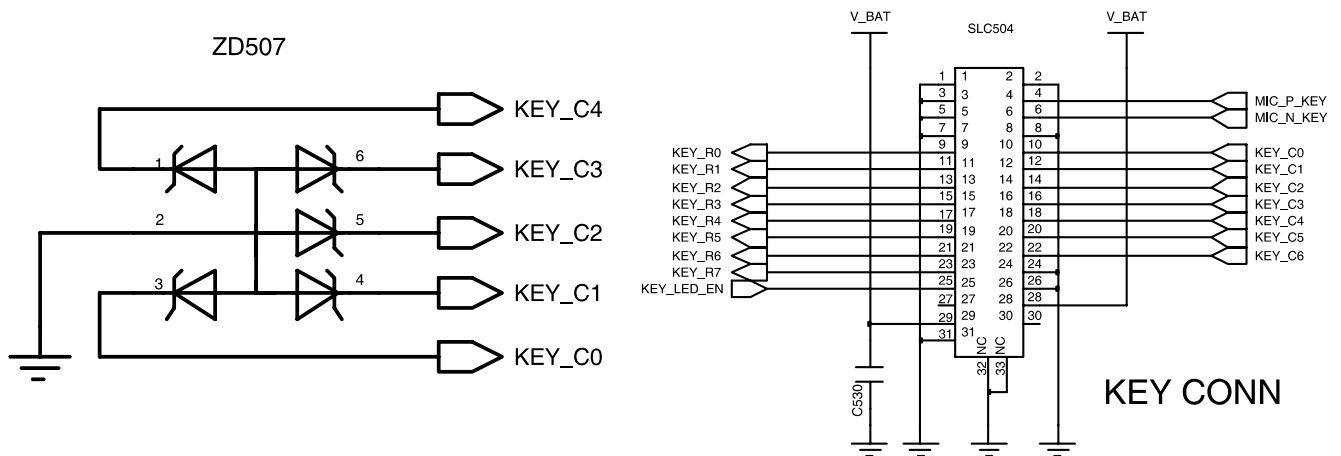 ZD507
KEY_C4
1 6 KEY_C3
2 5 KEY_C2
3 4 KEY_C1
KEY_C0
V_BAT V_BAT
SLC504
1 1 2 2
3 3 4 4 MIC_P_KEY
5 5 6 6 MIC_N_KEY
7 7 8 8
KEY_R0 9 9 10 10 KEY_C0
KEY_R1 11 11 12 12 KEY_C1
KEY_R2 13 13 14 14 KEY_C2
KEY_R3 15 15 16 16 KEY_C3
KEY_R4 17 17 18 18 KEY_C4
KEY_R5 19 19 20 20 KEY_C5
KEY_R6 21 21 22 22 KEY_C6
KEY_R7 23 23 24 24
KEY_LED_EN 25 25 26 26
27 27 28 28
29 29 30 30
31 31
NC NC
32 33
C530
KEY CONN